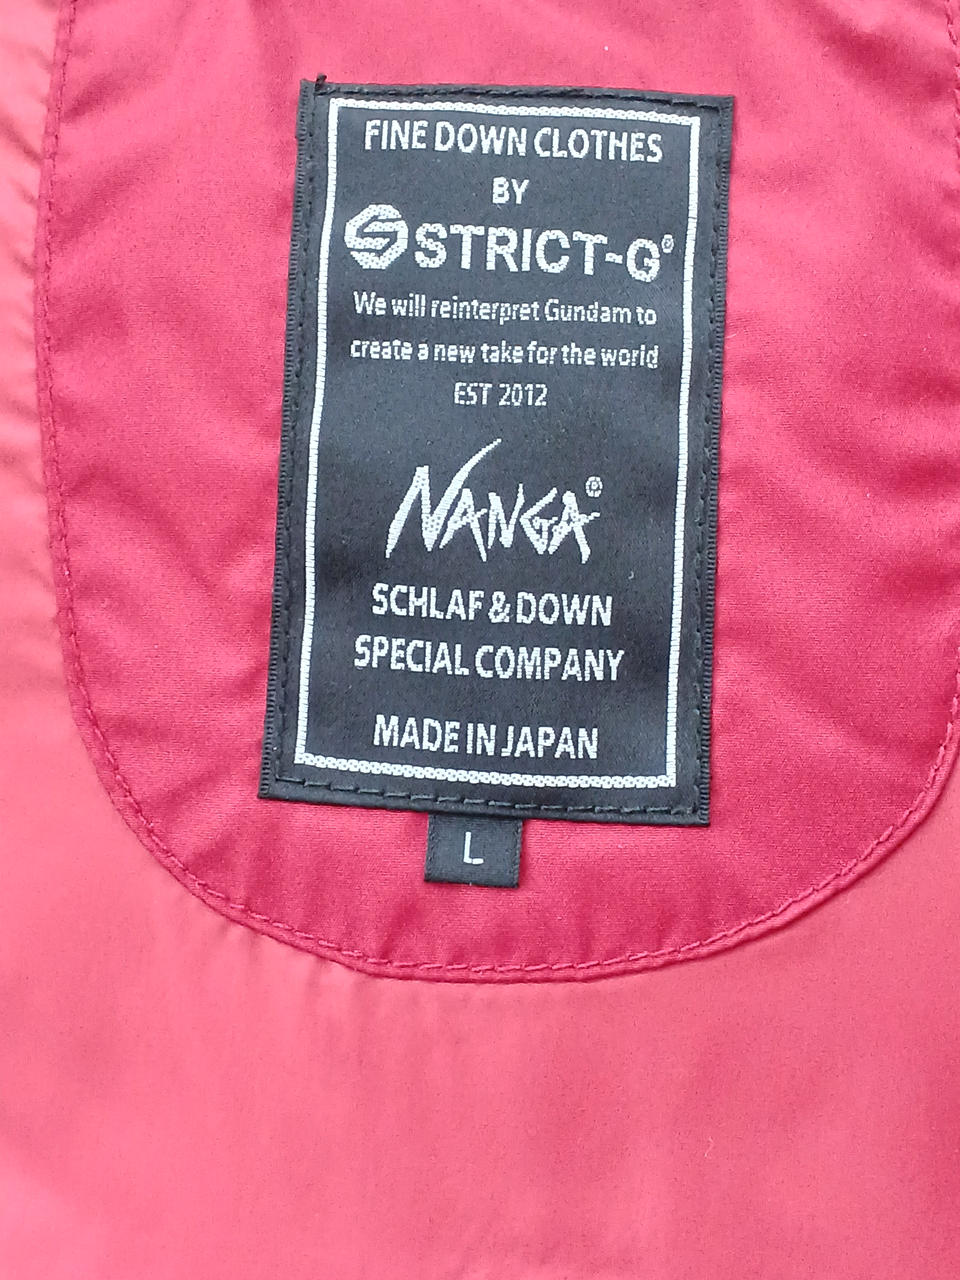 FINE DOWN CLOTHES
BY
STRICT-G®
We will reinterpret Gundam to
create a new take for the world
EST 2012
NANGA®
SCHLAF & DOWN
SPECIAL COMPANY
MADE IN JAPAN
L